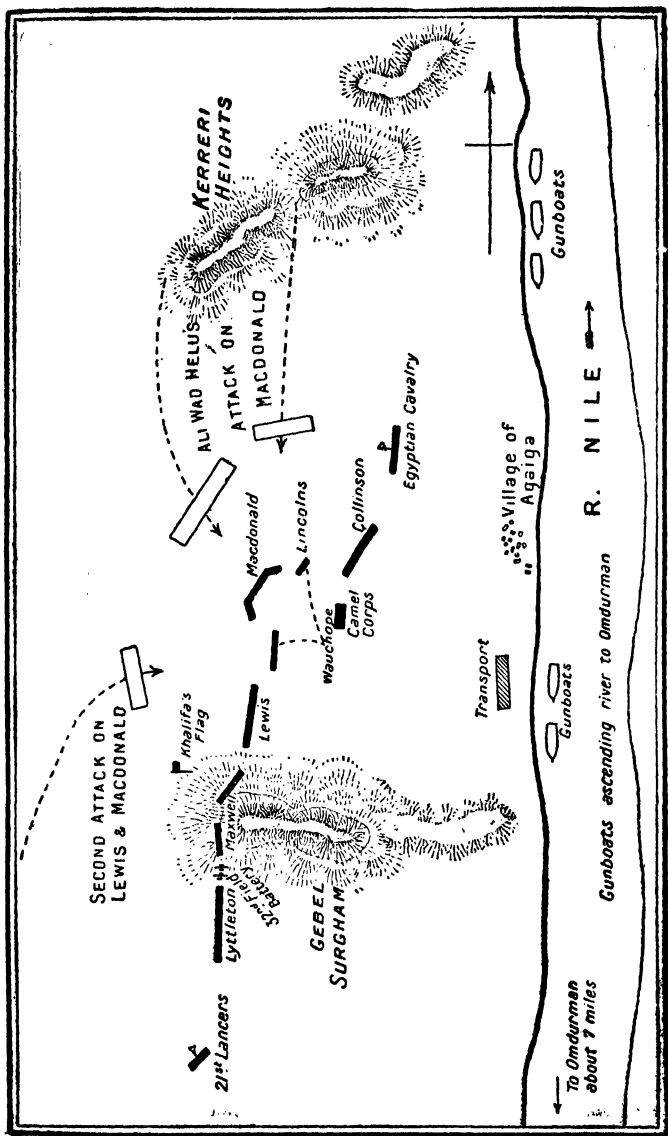 KERRERI
HEIGHTS
ALI WAD HELU'S
ATTACK ON
MACDONALD
SECOND ATTACK ON
LEWIS & MACDONALD
Khalifa's
Flag
Macdonald
Lincolns
Collinson
Egyptian Cavalry
Wauchope
Camel
Corps
Lewis
Maxwell
32nd Field
Battery
Lyttleton
21st Lancers
GEBEL
SURGHAM
Transport
Village of
Agaiga
Gunboats
Gunboats
R. NILE
Gunboats ascending river to Omdurman
To Omdurman
about 7 miles